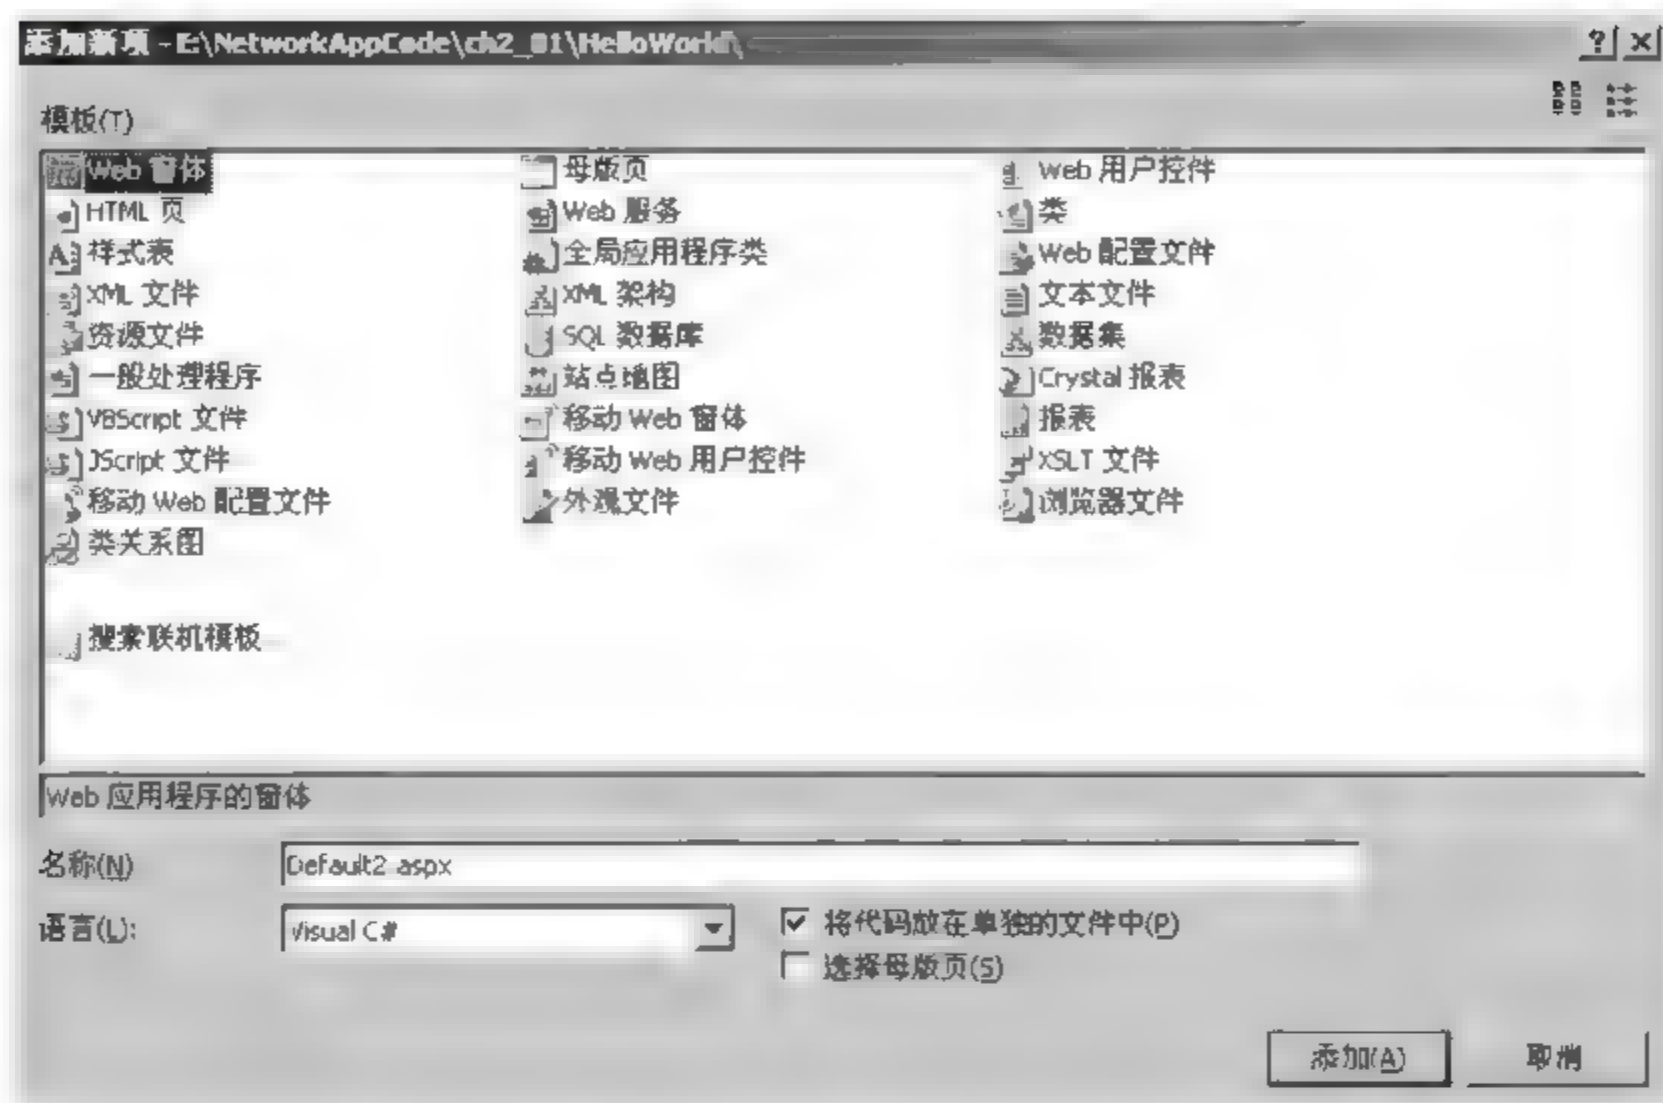 添加新项 - E:\NetworkAppCode\ch2_01\HelloWorld\
模板(T)
Web 窗体 母版页 Web 用户控件
HTML 页 Web 服务 类
样式表 全局应用程序类 Web 配置文件
XML 文件 XML 架构 文本文件
资源文件 SQL 数据库 数据集
一般处理程序 站点地图 Crystal 报表
VBScript 文件 移动 Web 窗体 报表
JScript 文件 移动 Web 用户控件 XSLT 文件
移动 Web 配置文件 外观文件 浏览器文件
类关系图
搜索联机模板
Web 应用程序的窗体
名称(N) Default2.aspx
语言(L): Visual C# 将代码放在单独的文件中(P)
选择母版页(S)
添加(A) 取消